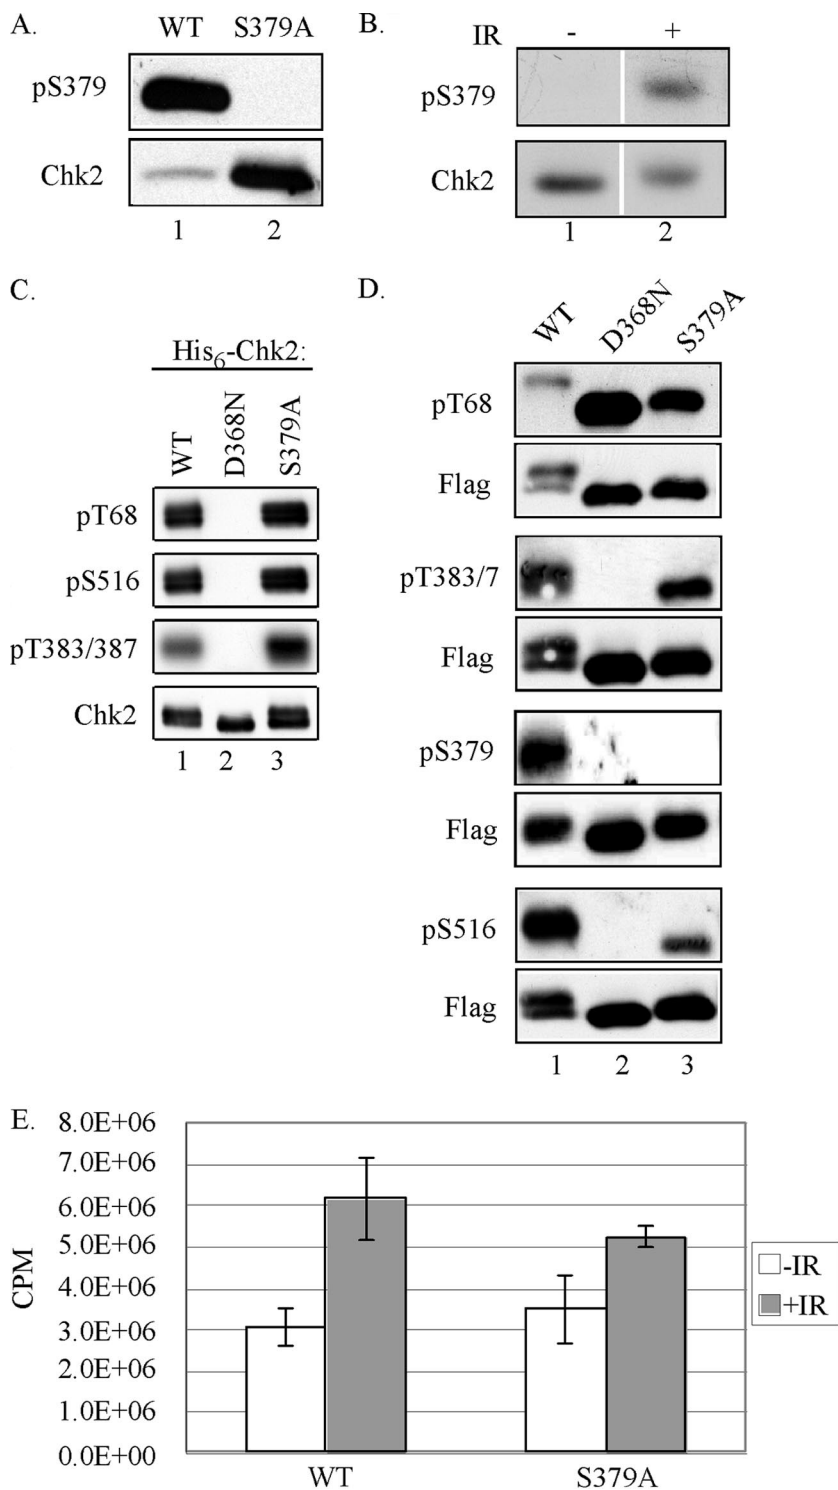 A.
WT S379A
pS379
Chk2
1 2
B.
IR - +
pS379
Chk2
1 2
C.
His6-Chk2:
WT D368N S379A
pT68
pS516
pT383/387
Chk2
1 2 3
D.
WT D368N S379A
pT68
Flag
pT383/7
Flag
pS379
Flag
pS516
Flag
1 2 3
E.
8.0E+06
7.0E+06
6.0E+06
5.0E+06
4.0E+06
3.0E+06
2.0E+06
1.0E+06
0.0E+00
CPM
WT S379A
-IR
+IR